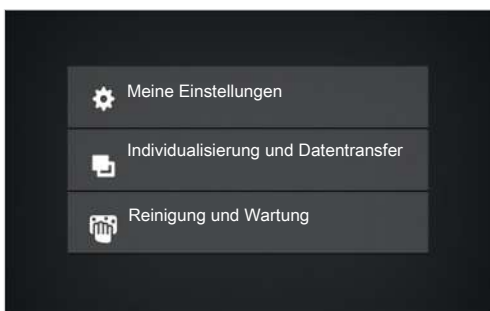 Meine Einstellungen
Individualisierung und Datentransfer
Reinigung und Wartung